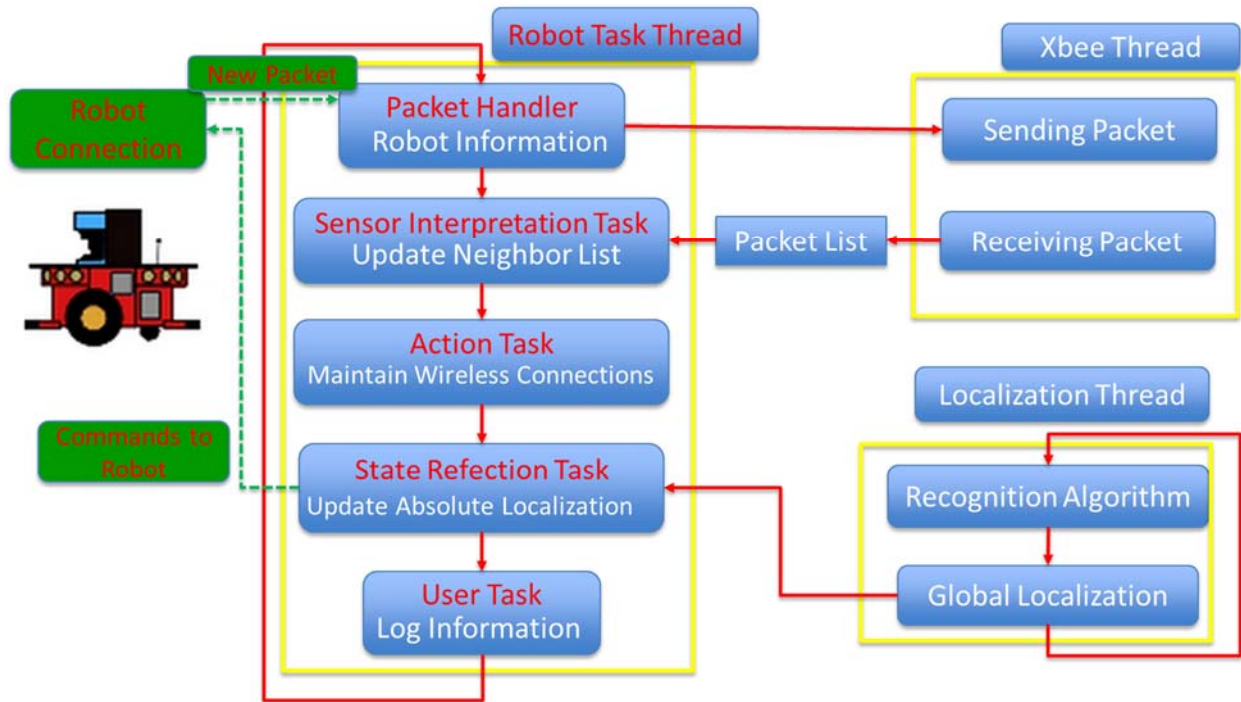 Robot Task Thread
Xbee Thread
New Packet
Robot
Connection
Packet Handler
Robot Information
Sending Packet
Sensor Interpretation Task
Update Neighbor List
Packet List
Receiving Packet
Action Task
Maintain Wireless Connections
Localization Thread
Commands to
Robot
State Refection Task
Update Absolute Localization
Recognition Algorithm
Global Localization
User Task
Log Information